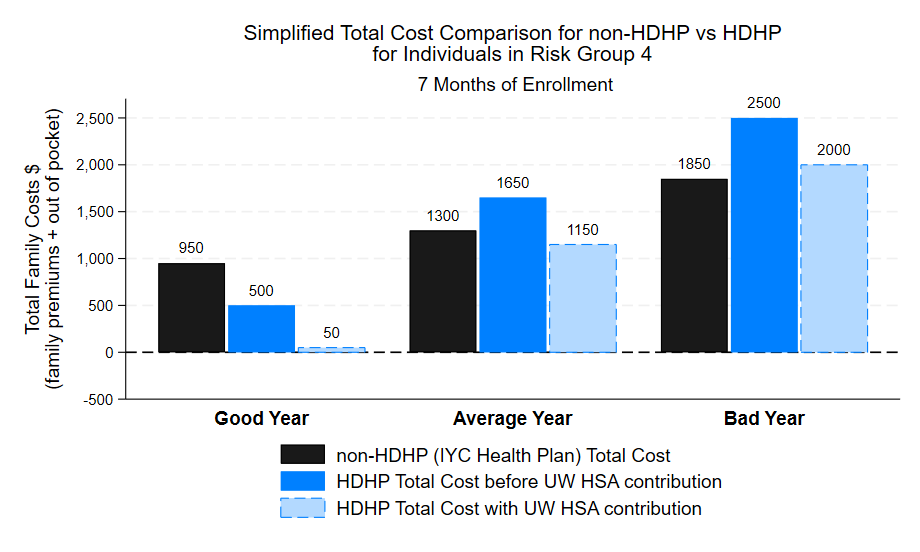 Simplified Total Cost Comparison for non-HDHP vs HDHP
for Individuals in Risk Group 4
7 Months of Enrollment
Total Family Costs $
(family premiums + out of pocket)
2,500
2,000
1,500
1,000
500
0
-500
950
500
50
1300
1650
1150
1850
2500
2000
Good Year
Average Year
Bad Year
non-HDHP (IYC Health Plan) Total Cost
HDHP Total Cost before UW HSA contribution
HDHP Total Cost with UW HSA contribution